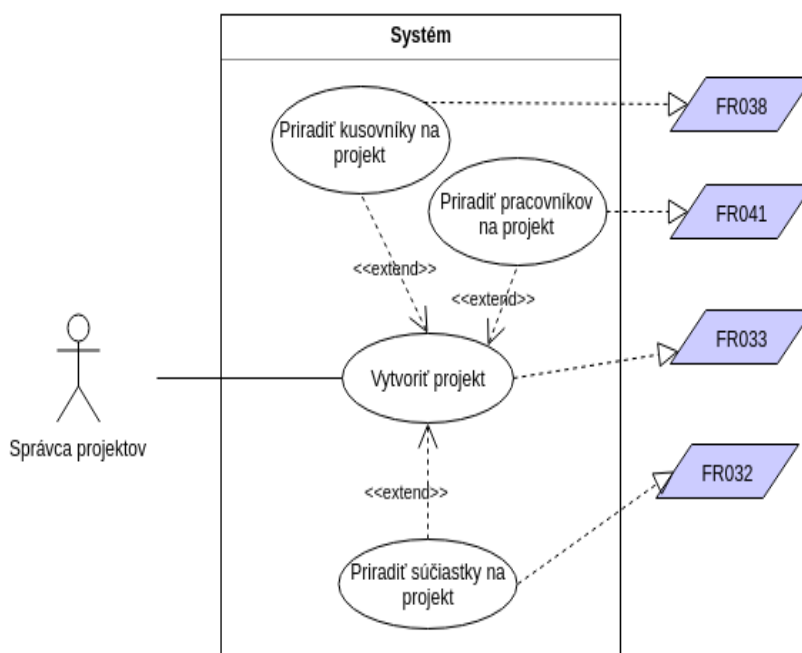 Systém
Priradiť kusovníky na
projekt
FR038
Priradiť pracovníkov
na projekt
FR041
<<extend>>
<<extend>>
FR033
Vytvoriť projekt
Správca projektov
FR032
<<extend>>
Priradiť súčiastky na
projekt